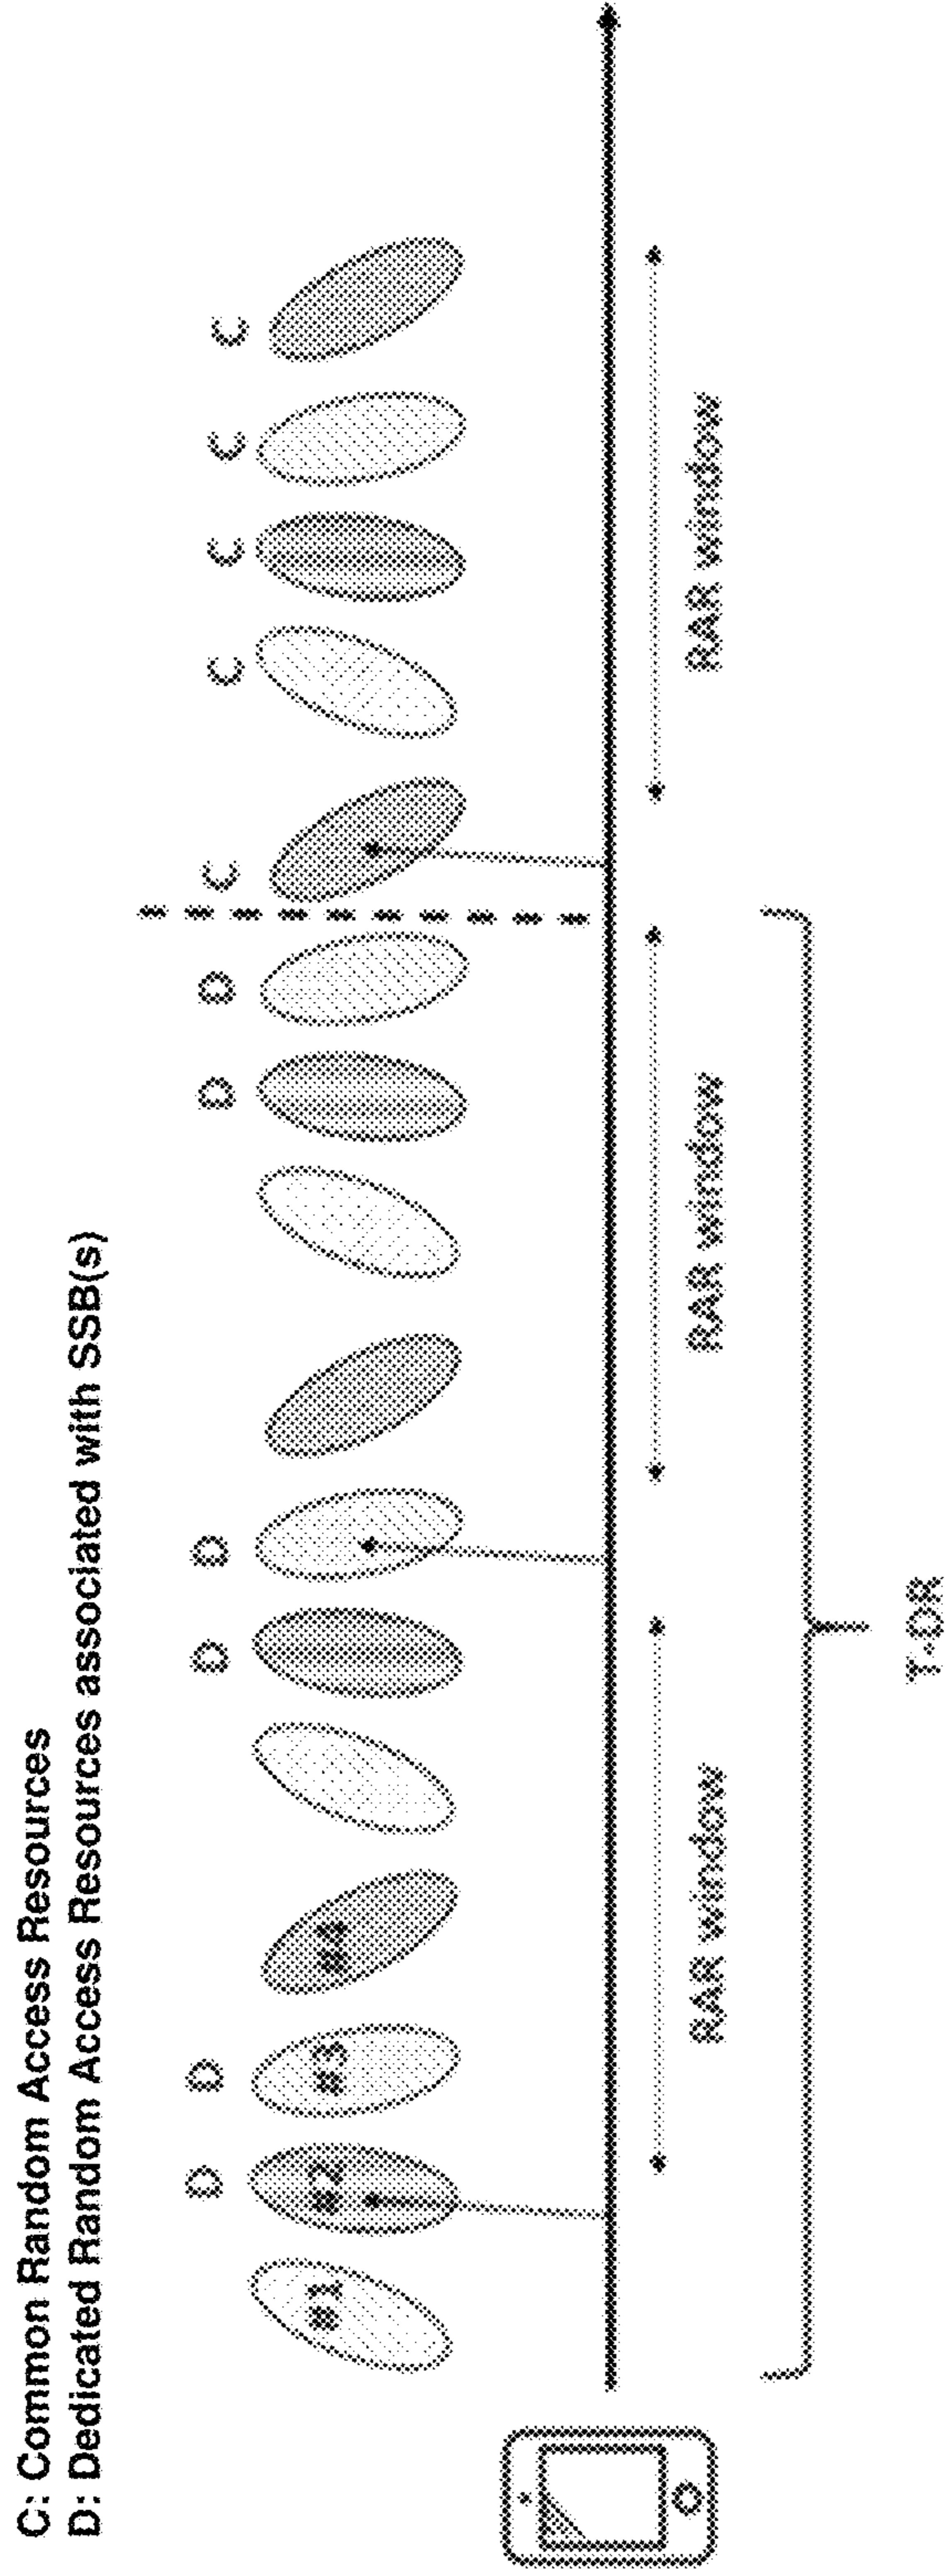 C: Common Random Access Resources
D: Dedicated Random Access Resources associated with SSB(s)
D D D D D D C C C C C
#1 #2 #3 #4
RAR window RAR window RAR window
T-DR